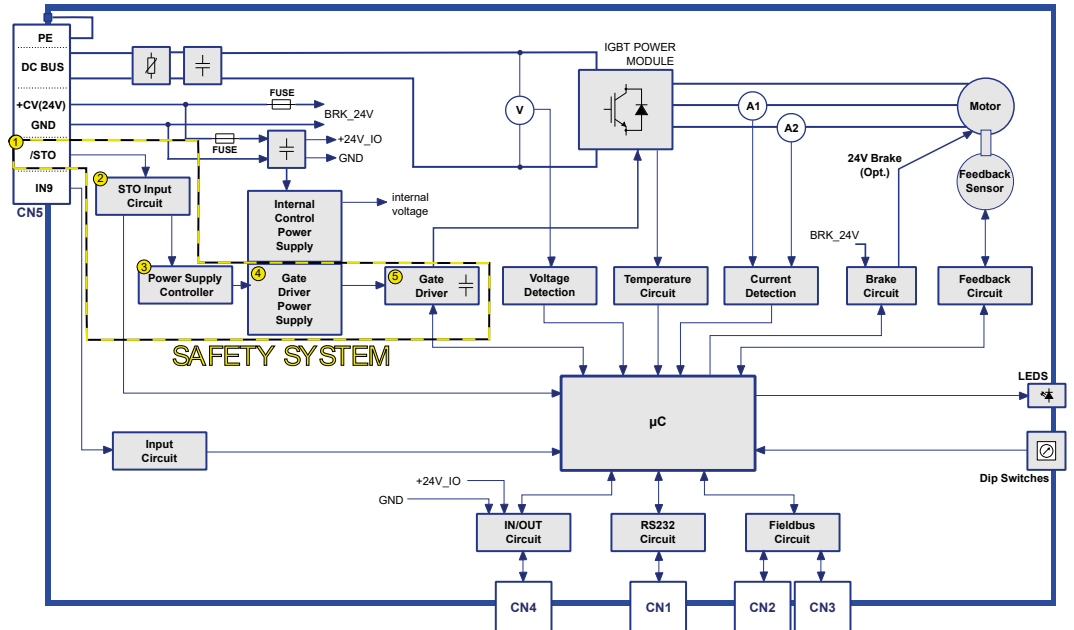 PE
DC BUS
+CV(24V)
GND
/STO
IN9
CN5
1
FUSE
BRK_24V
FUSE
+24V_IO
GND
2
STO Input
Circuit
Internal
Control
Power
Supply
internal
voltage
3
Power Supply
Controller
4
Gate
Driver
Power
Supply
5
Gate
Driver
SAFETY SYSTEM
V
IGBT POWER
MODULE
A1
A2
Motor
24V Brake
(Opt.)
Feedback
Sensor
BRK_24V
Voltage
Detection
Temperature
Circuit
Current
Detection
Brake
Circuit
Feedback
Circuit
µC
LEDS
Dip Switches
Input
Circuit
+24V_IO
GND
IN/OUT
Circuit
RS232
Circuit
Fieldbus
Circuit
CN4
CN1
CN2
CN3